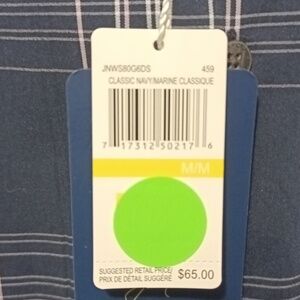 JNWS80G6DS 459
CLASSIC NAVY/MARINE CLASSIQUE
7 17312 50217 6
M/M
SUGGESTED RETAIL PRICE/
PRIX DE DÉTAIL SUGGÉRÉ $65.00